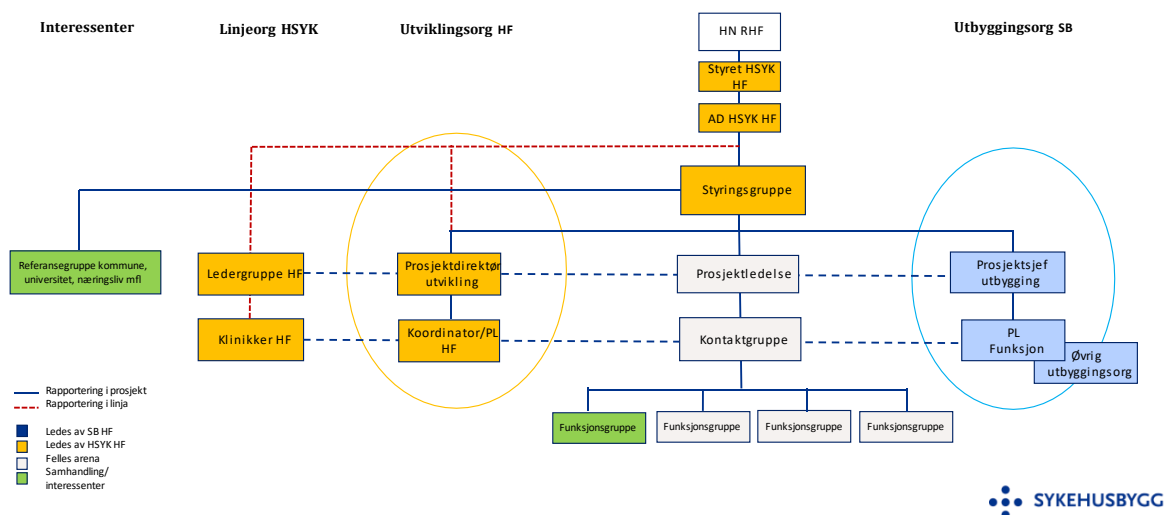 Interessenter
Linjeorg HSYK
Utviklingsorg HF
Utbyggingsorg SB
HN RHF
Styret HSYK
HF
AD HSYK HF
Styringsgruppe
Referansegruppe kommune,
universitet, næringsliv mfl
Ledergruppe HF
Prosjektdirektør
utvikling
Prosjektledelse
Prosjektsjef
utbygging
Klinikker HF
Koordinator/PL
HF
Kontaktgruppe
PL
Funksjon
Øvrig
utbyggingsorg
Funksjonsgruppe
Funksjonsgruppe
Funksjonsgruppe
Funksjonsgruppe
Rapportering i prosjekt
Rapportering i linja
Ledes av SB HF
Ledes av HSYK HF
Felles arena
Samhandling/
interessenter
SYKEHUSBYGG